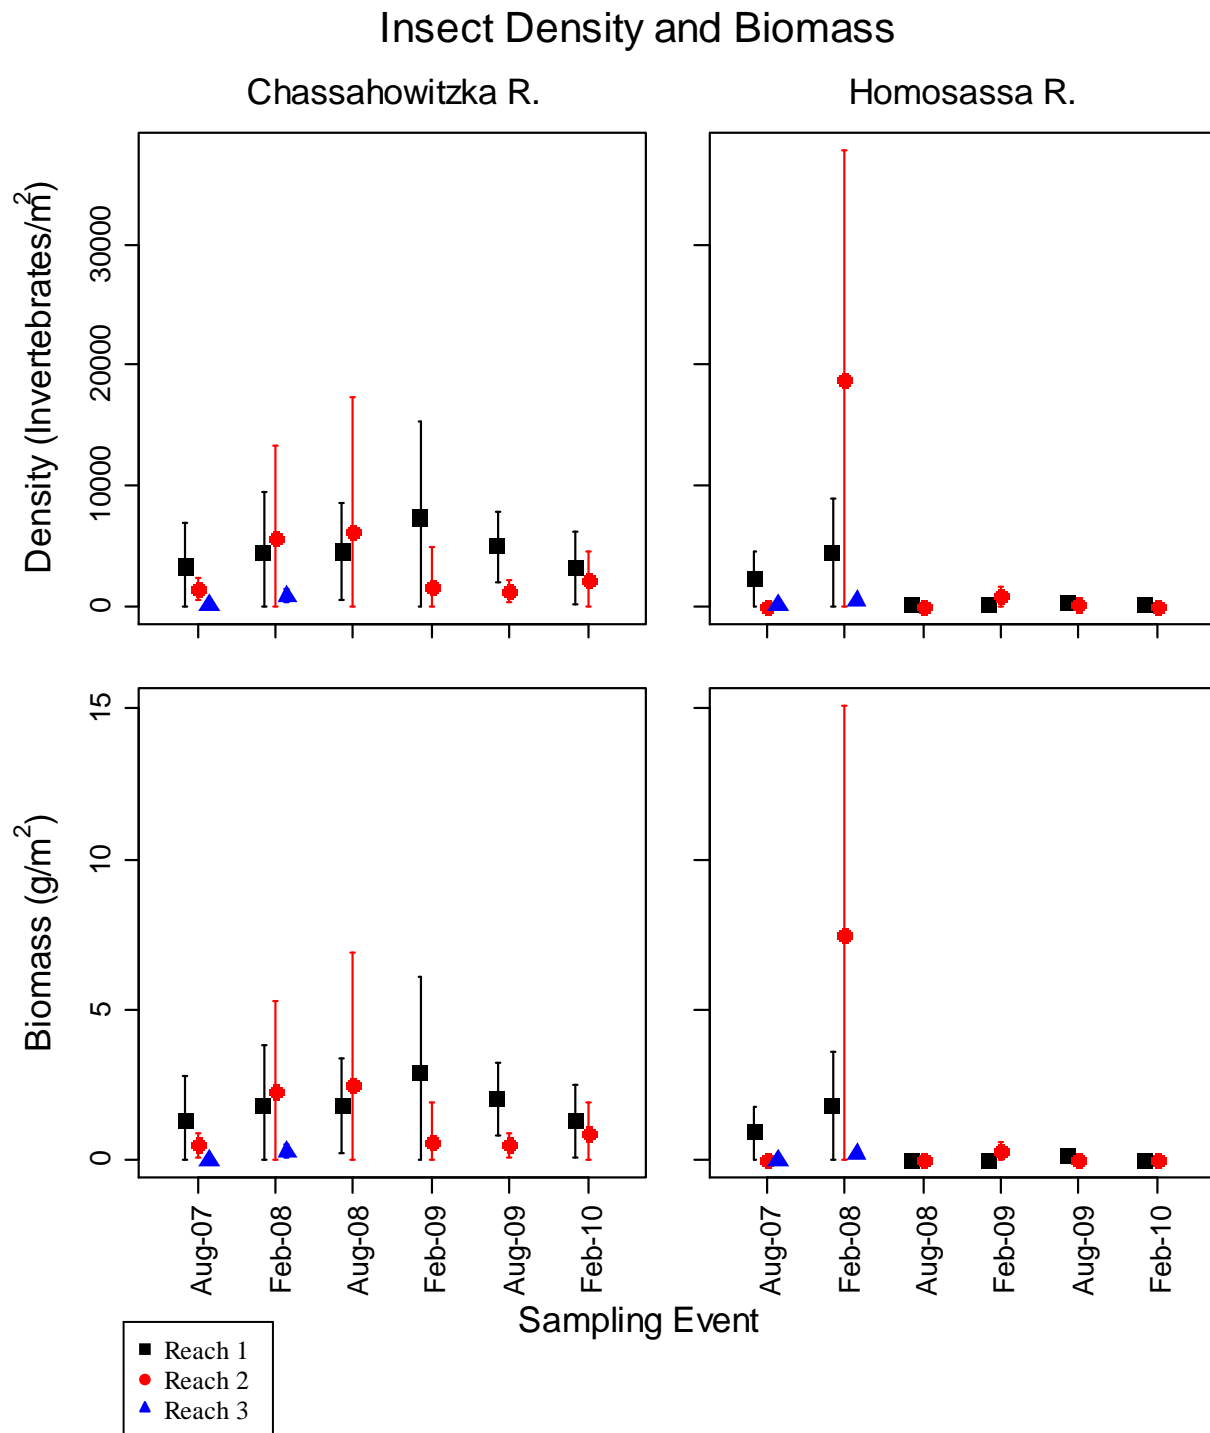 Insect Density and Biomass
Chassahowitzka R.
Homosassa R.
Density (Invertebrates/m²)
30000
20000
10000
0
Biomass (g/m²)
15
10
5
0
Aug-07 Feb-08 Aug-08 Feb-09 Aug-09 Feb-10
Aug-07 Feb-08 Aug-08 Feb-09 Aug-09 Feb-10
Sampling Event
Reach 1
Reach 2
Reach 3